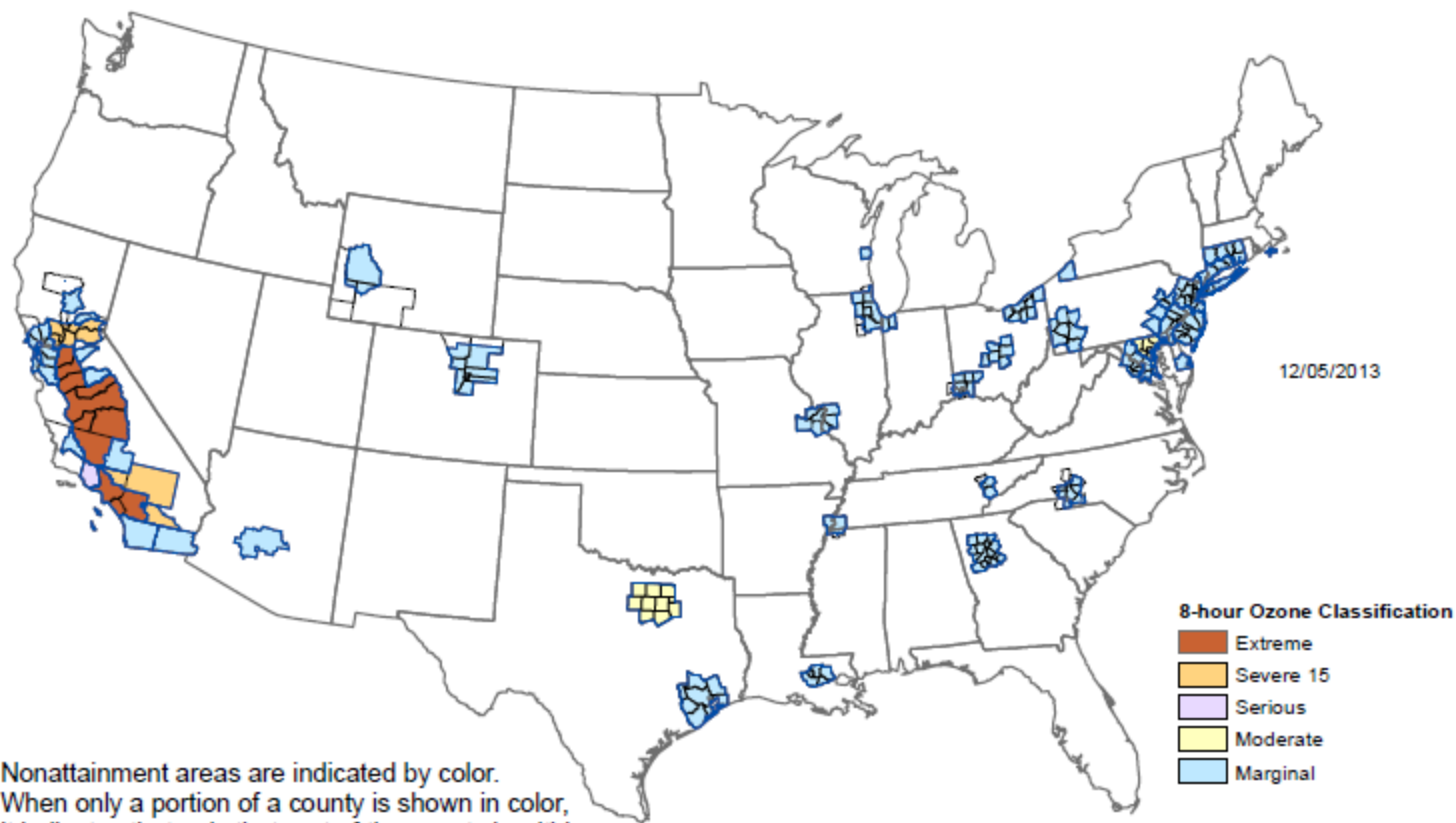 12/05/2013
8-hour Ozone Classification
Extreme
Severe 15
Serious
Moderate
Marginal
Nonattainment areas are indicated by color.
When only a portion of a county is shown in color,